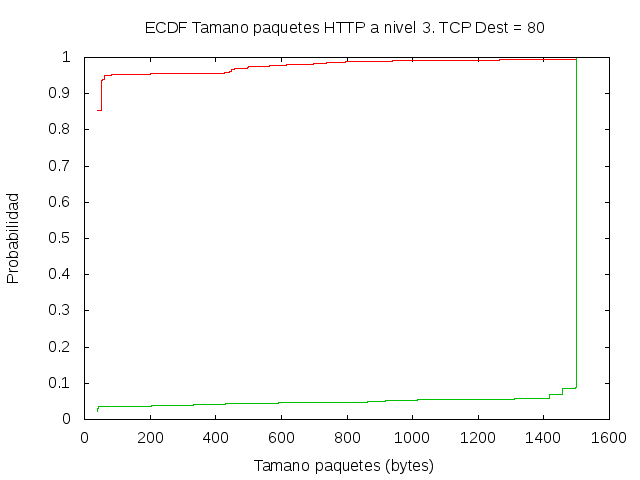 ECDF Tamano paquetes HTTP a nivel 3. TCP Dest = 80
1
0.9
0.8
0.7
0.6
0.5
0.4
0.3
0.2
0.1
0
Probabilidad
0 200 400 600 800 1000 1200 1400 1600
Tamano paquetes (bytes)